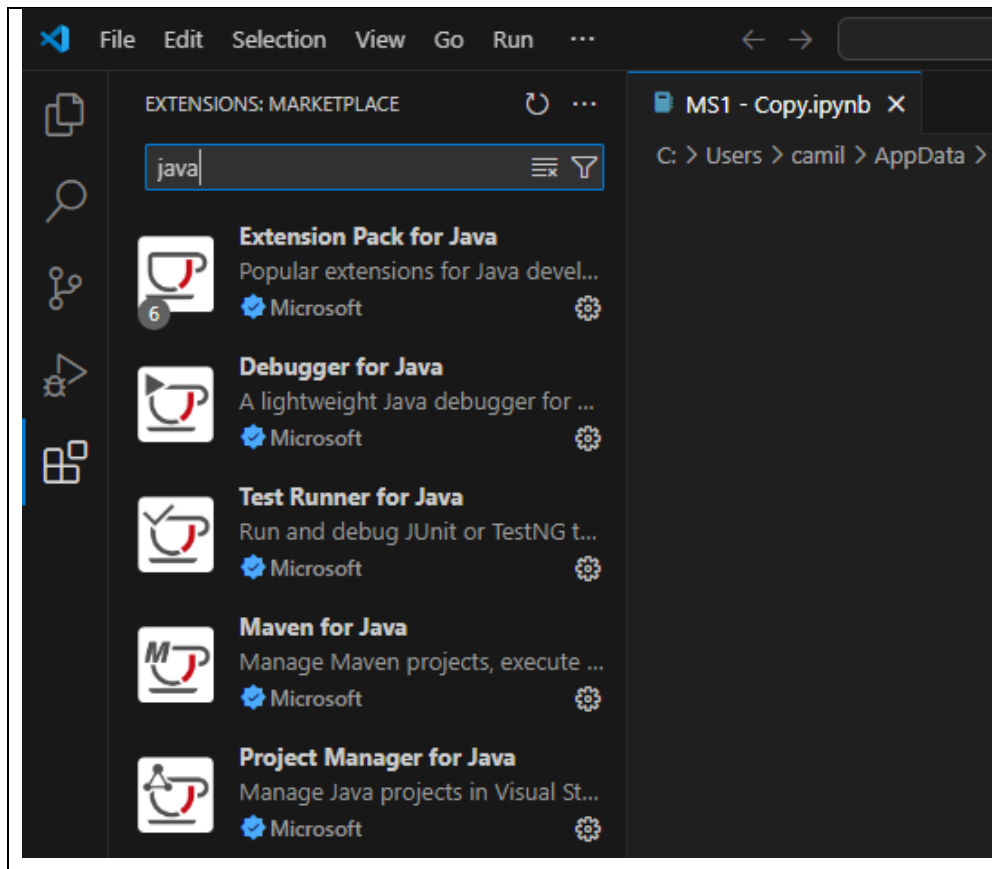 File Edit Selection View Go Run ···
EXTENSIONS: MARKETPLACE ···
java
Extension Pack for Java
Popular extensions for Java devel...
Microsoft
6
Debugger for Java
A lightweight Java debugger for ...
Microsoft
Test Runner for Java
Run and debug JUnit or TestNG t...
Microsoft
Maven for Java
Manage Maven projects, execute ...
Microsoft
M
Project Manager for Java
Manage Java projects in Visual St...
Microsoft
MS1 - Copy.ipynb ×
C: > Users > camil > AppData >